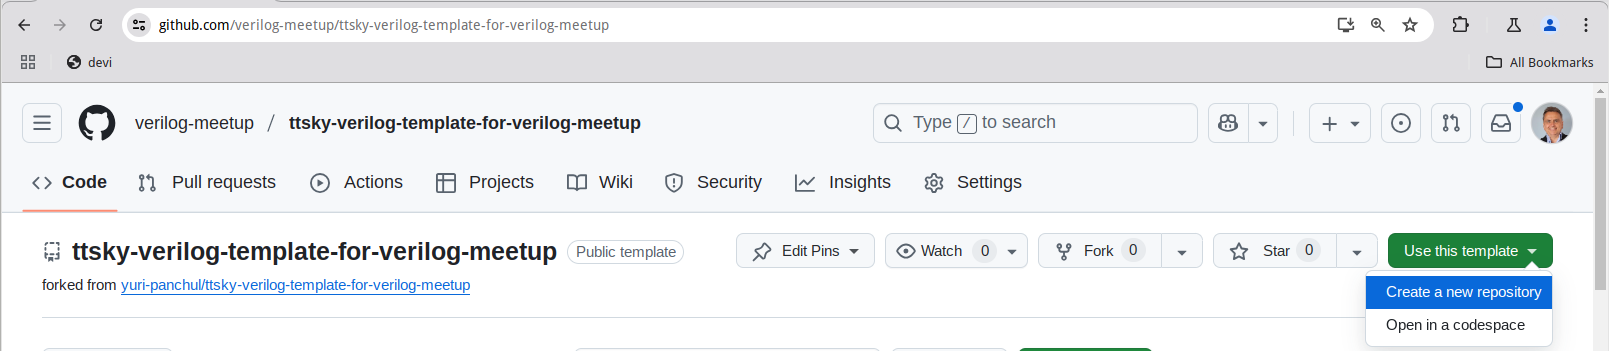 github.com/verilog-meetup/ttsky-verilog-template-for-verilog-meetup
devi
All Bookmarks
verilog-meetup / ttsky-verilog-template-for-verilog-meetup
Type / to search
Code Pull requests Actions Projects Wiki Security Insights Settings
ttsky-verilog-template-for-verilog-meetup Public template
Edit Pins Watch 0 Fork 0 Star 0 Use this template
forked from yuri-panchul/ttsky-verilog-template-for-verilog-meetup
Create a new repository
Open in a codespace